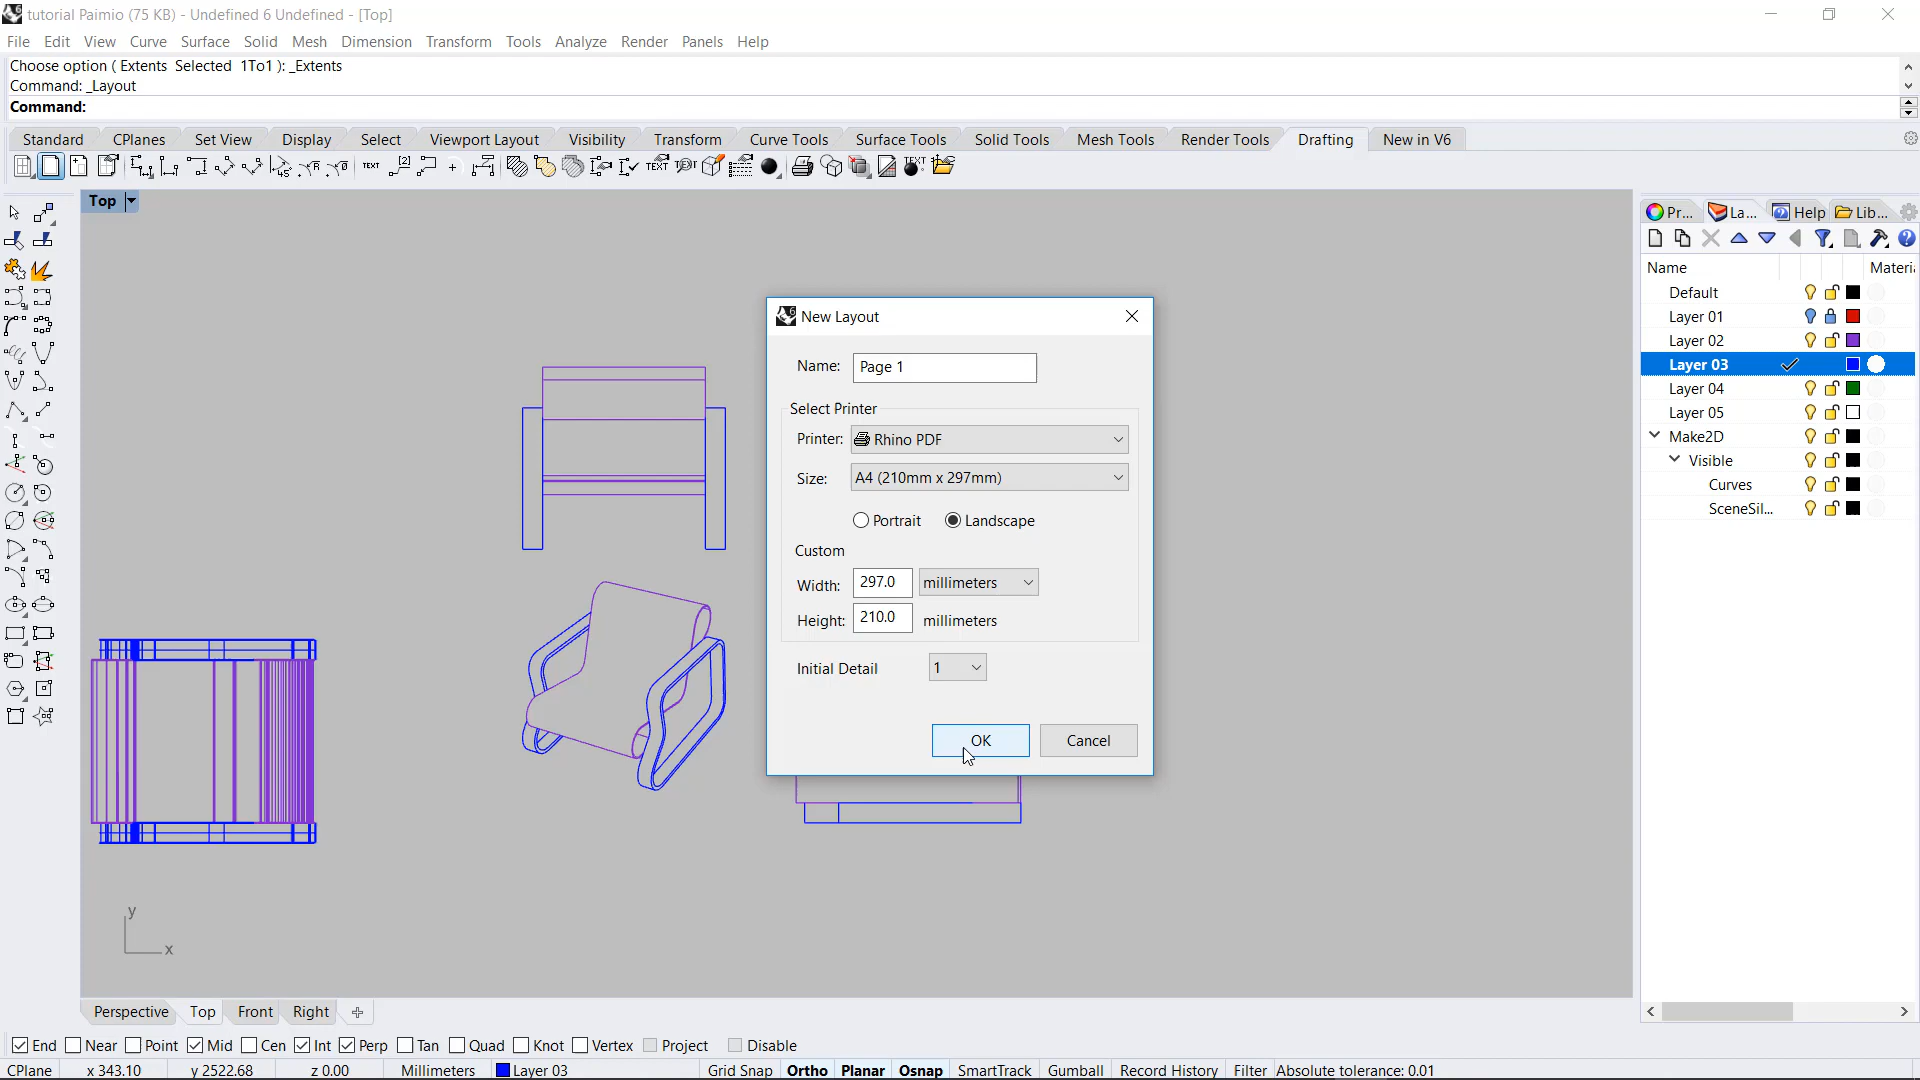 tutorial Paimio (75 KB) - Undefined 6 Undefined - [Top]
File Edit View Curve Surface Solid Mesh Dimension Transform Tools Analyze Render Panels Help
Choose option ( Extents Selected 1To1 ): _Extents
Command: _Layout
Command:
Standard CPlanes Set View Display Select Viewport Layout Visibility Transform Curve Tools Surface Tools Solid Tools Mesh Tools Render Tools Drafting New in V6
Top
Pr... La... Help Lib...
Name Materi
Default
Layer 01
Layer 02
Layer 03
Layer 04
Layer 05
Make2D
Visible
Curves
SceneSil...
New Layout
Name: Page 1
Select Printer
Printer: Rhino PDF
Size: A4 (210mm x 297mm)
Portrait Landscape
Custom
Width: 297.0 millimeters
Height: 210.0 millimeters
Initial Detail 1
OK Cancel
y
x
Perspective Top Front Right
End Near Point Mid Cen Int Perp Tan Quad Knot Vertex Project Disable
CPlane x 343.10 y 2522.68 z 0.00 Millimeters Layer 03 Grid Snap Ortho Planar Osnap SmartTrack Gumball Record History Filter Absolute tolerance: 0.01